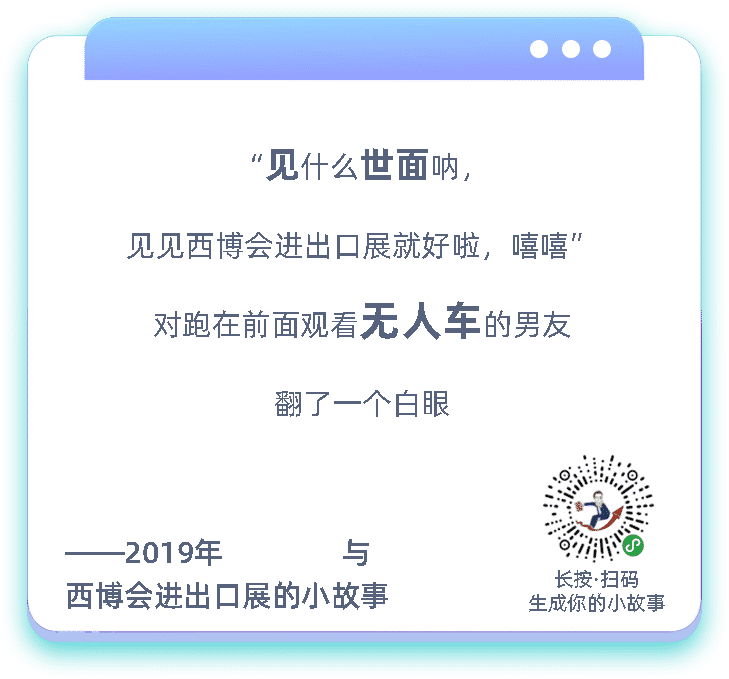 “见什么世面呐，
见见西博会进出口展就好啦，嘻嘻”
对跑在前面观看无人车的男友
翻了一个白眼
——2019年 与
西博会进出口展的小故事
长按·扫码
生成你的小故事